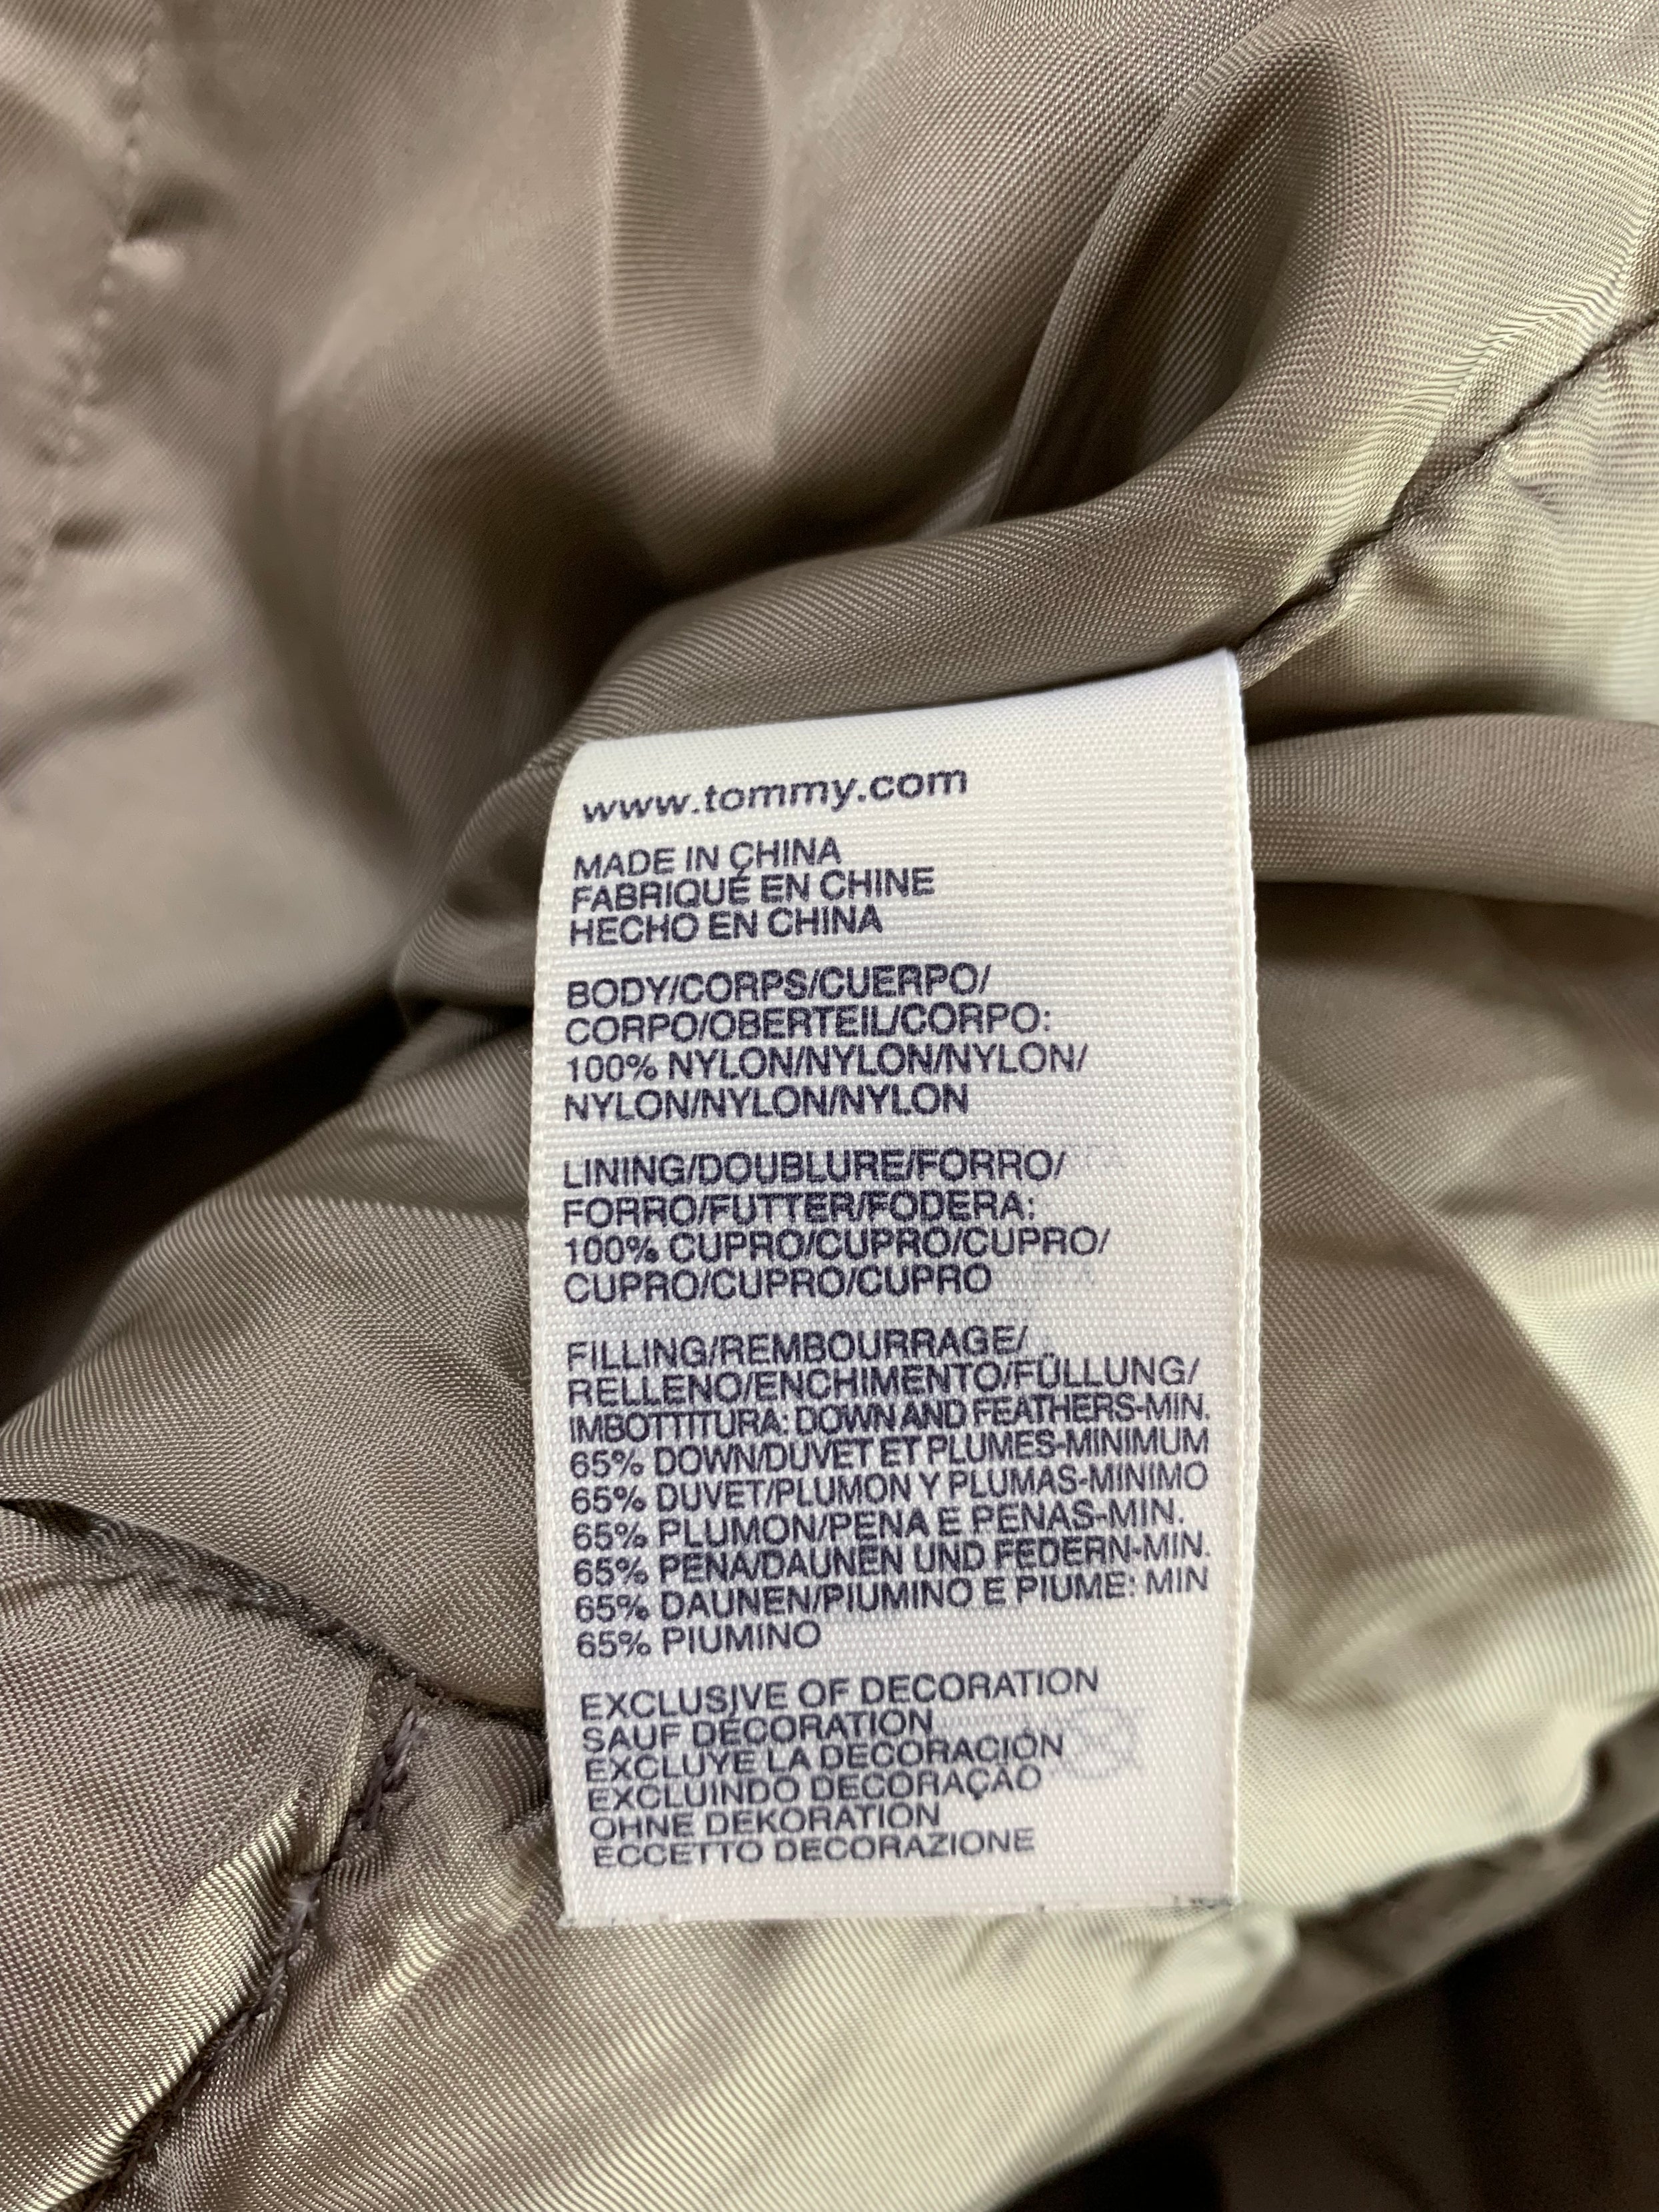 www.tommy.com
MADE IN CHINA
FABRIQUÉ EN CHINE
HECHO EN CHINA
BODY/CORPS/CUERPO/
CORPO/OBERTEIL/CORPO:
100% NYLON/NYLON/NYLON/
NYLON/NYLON/NYLON
LINING/DOUBLURE/FORRO/
FORRO/FUTTER/FODERA:
100% CUPRO/CUPRO/CUPRO/
CUPRO/CUPRO/CUPRO
FILLING/REMBOURRAGE/
RELLENO/ENCHIMENTO/FÜLLUNG/
IMBOTTITURA: DOWN AND FEATHERS-MIN.
65% DOWN/DUVET ET PLUMES-MINIMUM
65% DUVET/PLUMON Y PLUMAS-MINIMO
65% PLUMON/PENA E PENAS-MIN.
65% PENA/DAUNEN UND FEDERN-MIN.
65% DAUNEN/PIUMINO E PIUME: MIN
65% PIUMINO
EXCLUSIVE OF DECORATION
SAUF DÉCORATION
EXCLUYE LA DECORACIÓN
EXCLUINDO DECORAÇÃO
OHNE DEKORATION
ECCETTO DECORAZIONE